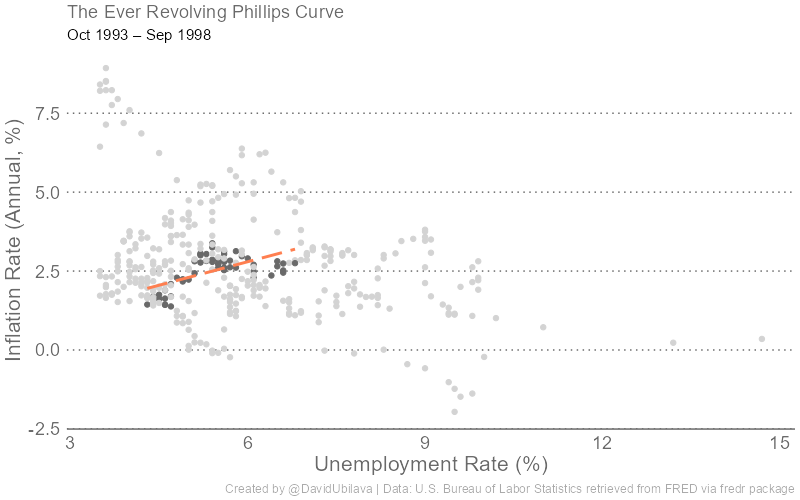 The Ever Revolving Phillips Curve
Oct 1993 – Sep 1998
Inflation Rate (Annual, %)
7.5
5.0
2.5
0.0
-2.5
3 6 9 12 15
Unemployment Rate (%)
Created by @DavidUbilava | Data: U.S. Bureau of Labor Statistics retrieved from FRED via fredr package